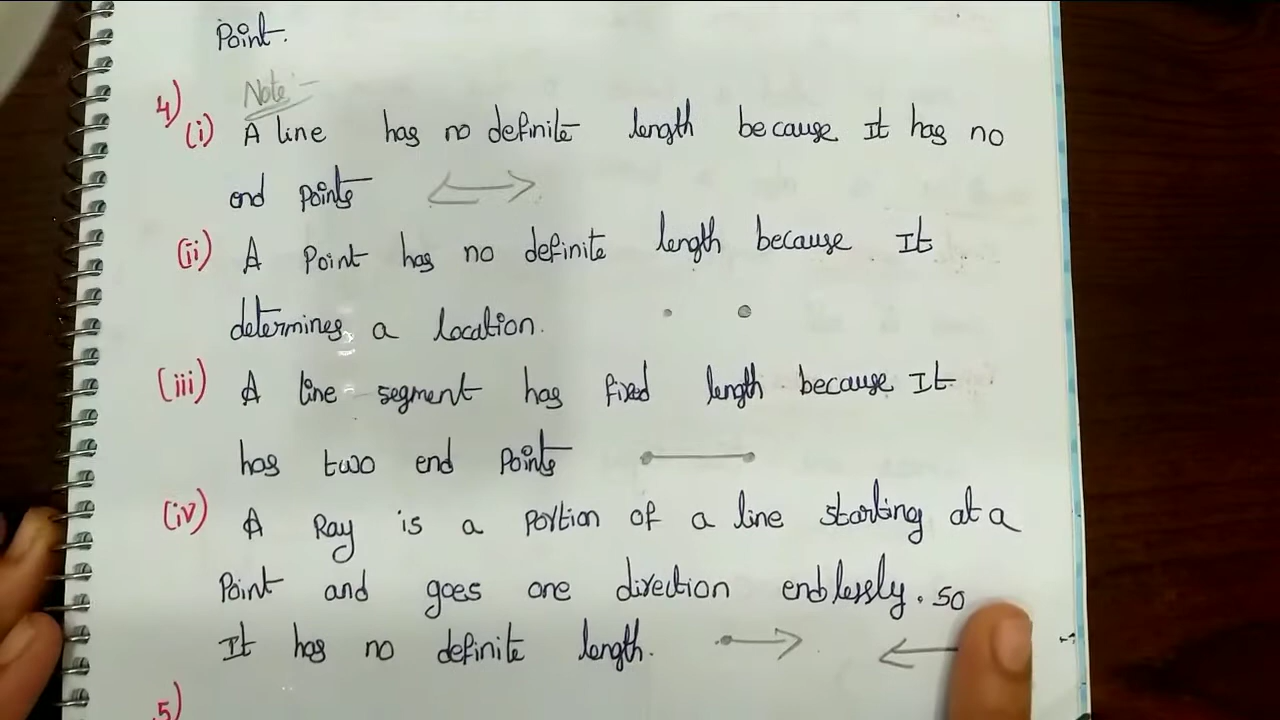 Point.
Note:-
4)
(i) A line has no definite length because It has no
end points
(ii) A Point has no definite length because It
determines a location.
(iii) A line segment has fixed length because It
has two end Points
(iv) A Ray is a portion of a line starting at a
Point and goes one direction endlessly. so
It has no definite length.
5)